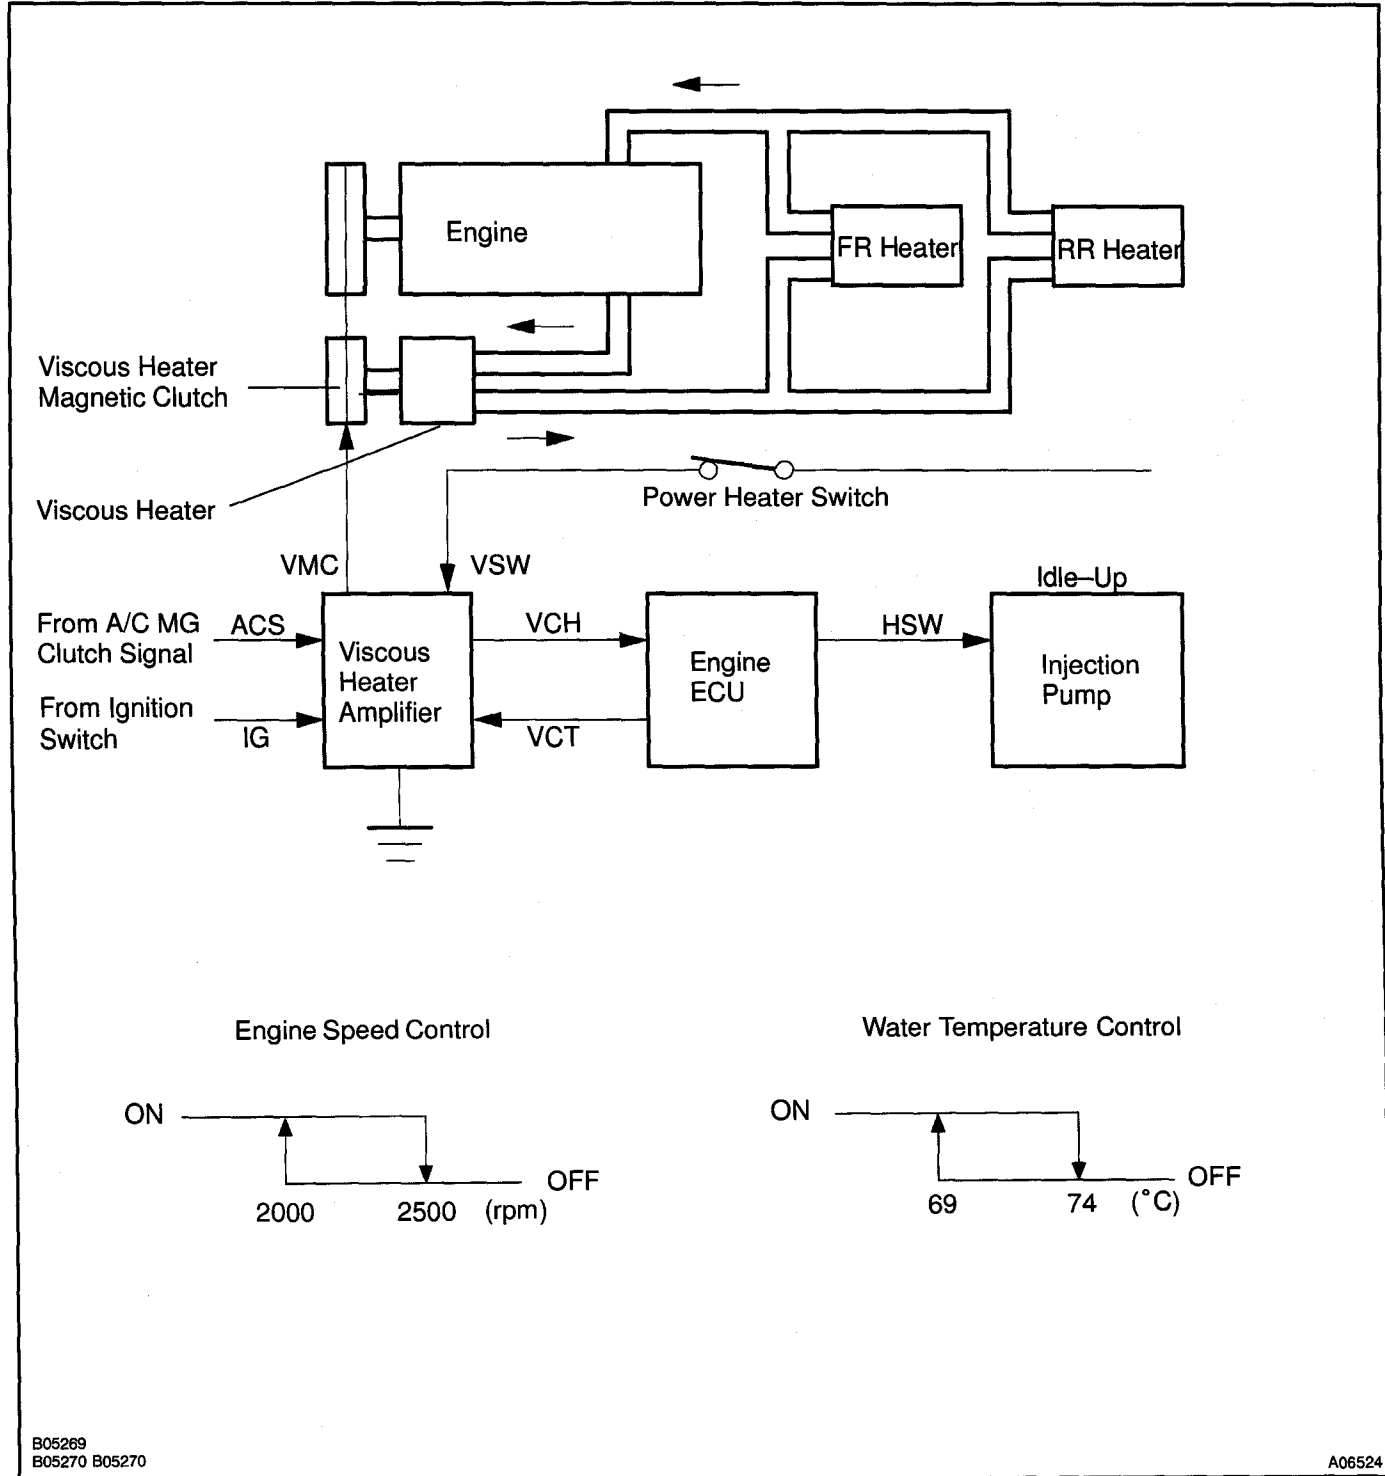 Engine
FR Heater
RR Heater
Viscous Heater
Magnetic Clutch
Viscous Heater
Power Heater Switch
VMC
VSW
Idle–Up
From A/C MG
Clutch Signal
ACS
VCH
HSW
Viscous
Heater
Amplifier
Engine
ECU
Injection
Pump
From Ignition
Switch
IG
VCT
Engine Speed Control
Water Temperature Control
ON
OFF
2000
2500
(rpm)
ON
OFF
69
74
(°C)
B05269
B05270 B05270
A06524